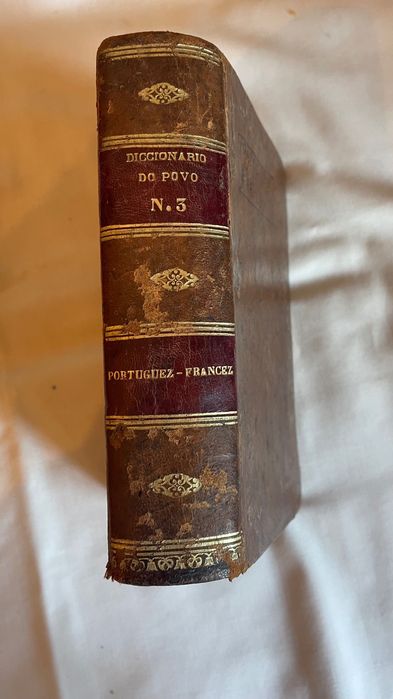 DICCIONARIO
DO POVO
N. 3
PORTUGUEZ-FRANCEZ